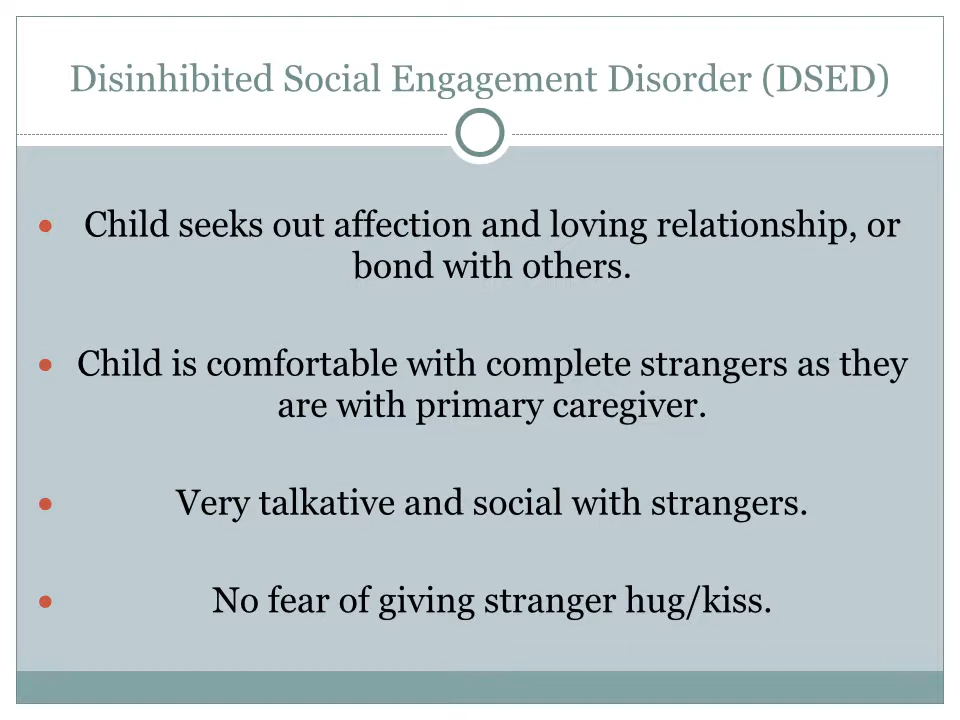 Disinhibited Social Engagement Disorder (DSED)
• Child seeks out affection and loving relationship, or
bond with others.
• Child is comfortable with complete strangers as they
are with primary caregiver.
• Very talkative and social with strangers.
• No fear of giving stranger hug/kiss.